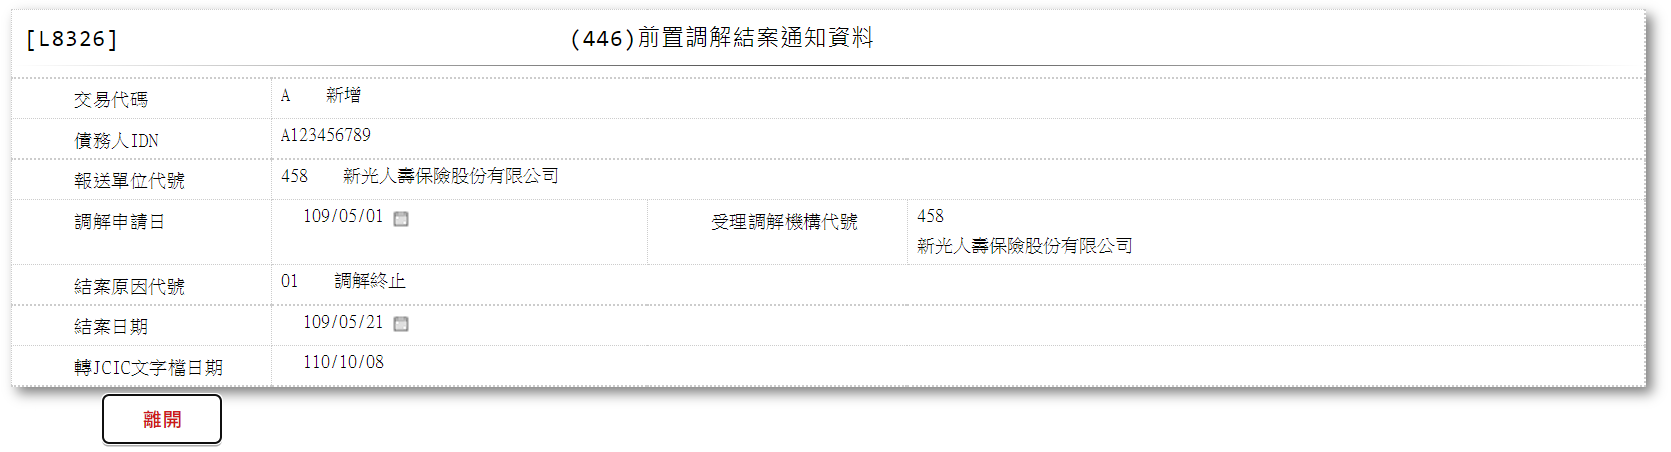 [L8326] (446)前置調解結案通知資料
交易代碼 A 新增
債務人IDN A123456789
報送單位代號 458 新光人壽保險股份有限公司
調解申請日 109/05/01 受理調解機構代號 458
新光人壽保險股份有限公司
結案原因代號 01 調解終止
結案日期 109/05/21
轉JCIC文字檔日期 110/10/08
離開